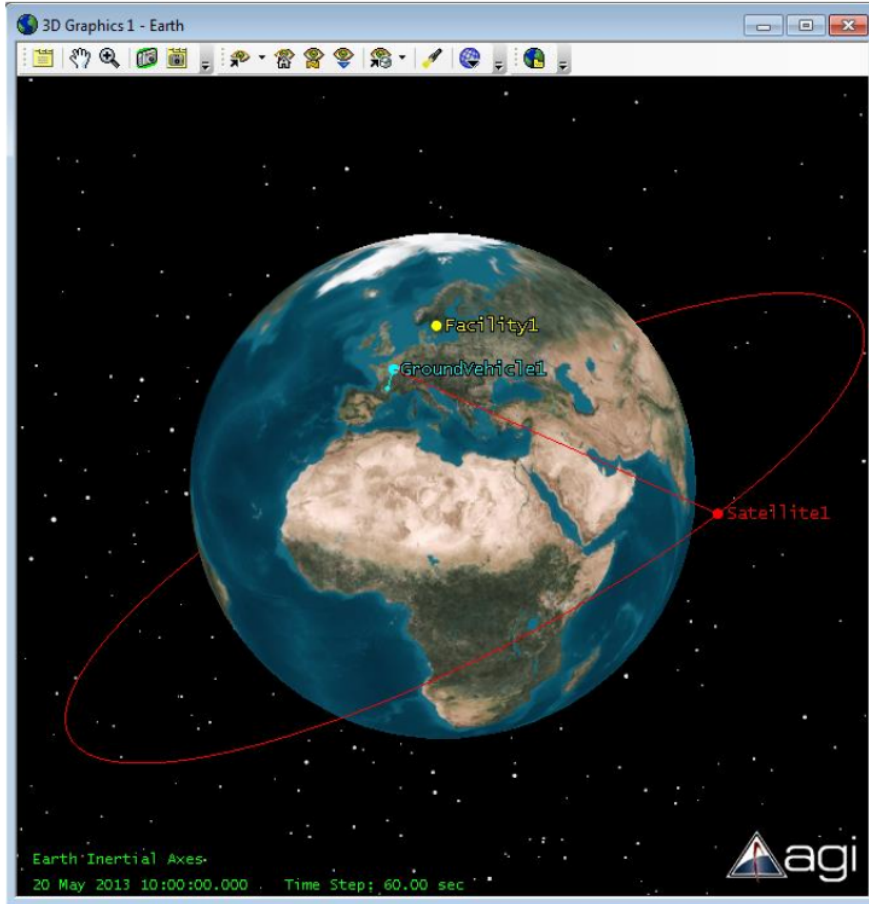 3D Graphics 1 - Earth
Facility1
GroundVehicle1
Satellite1
agi
Earth Inertial Axes
20 May 2013 10:00:00.000 Time Step: 60.00 sec